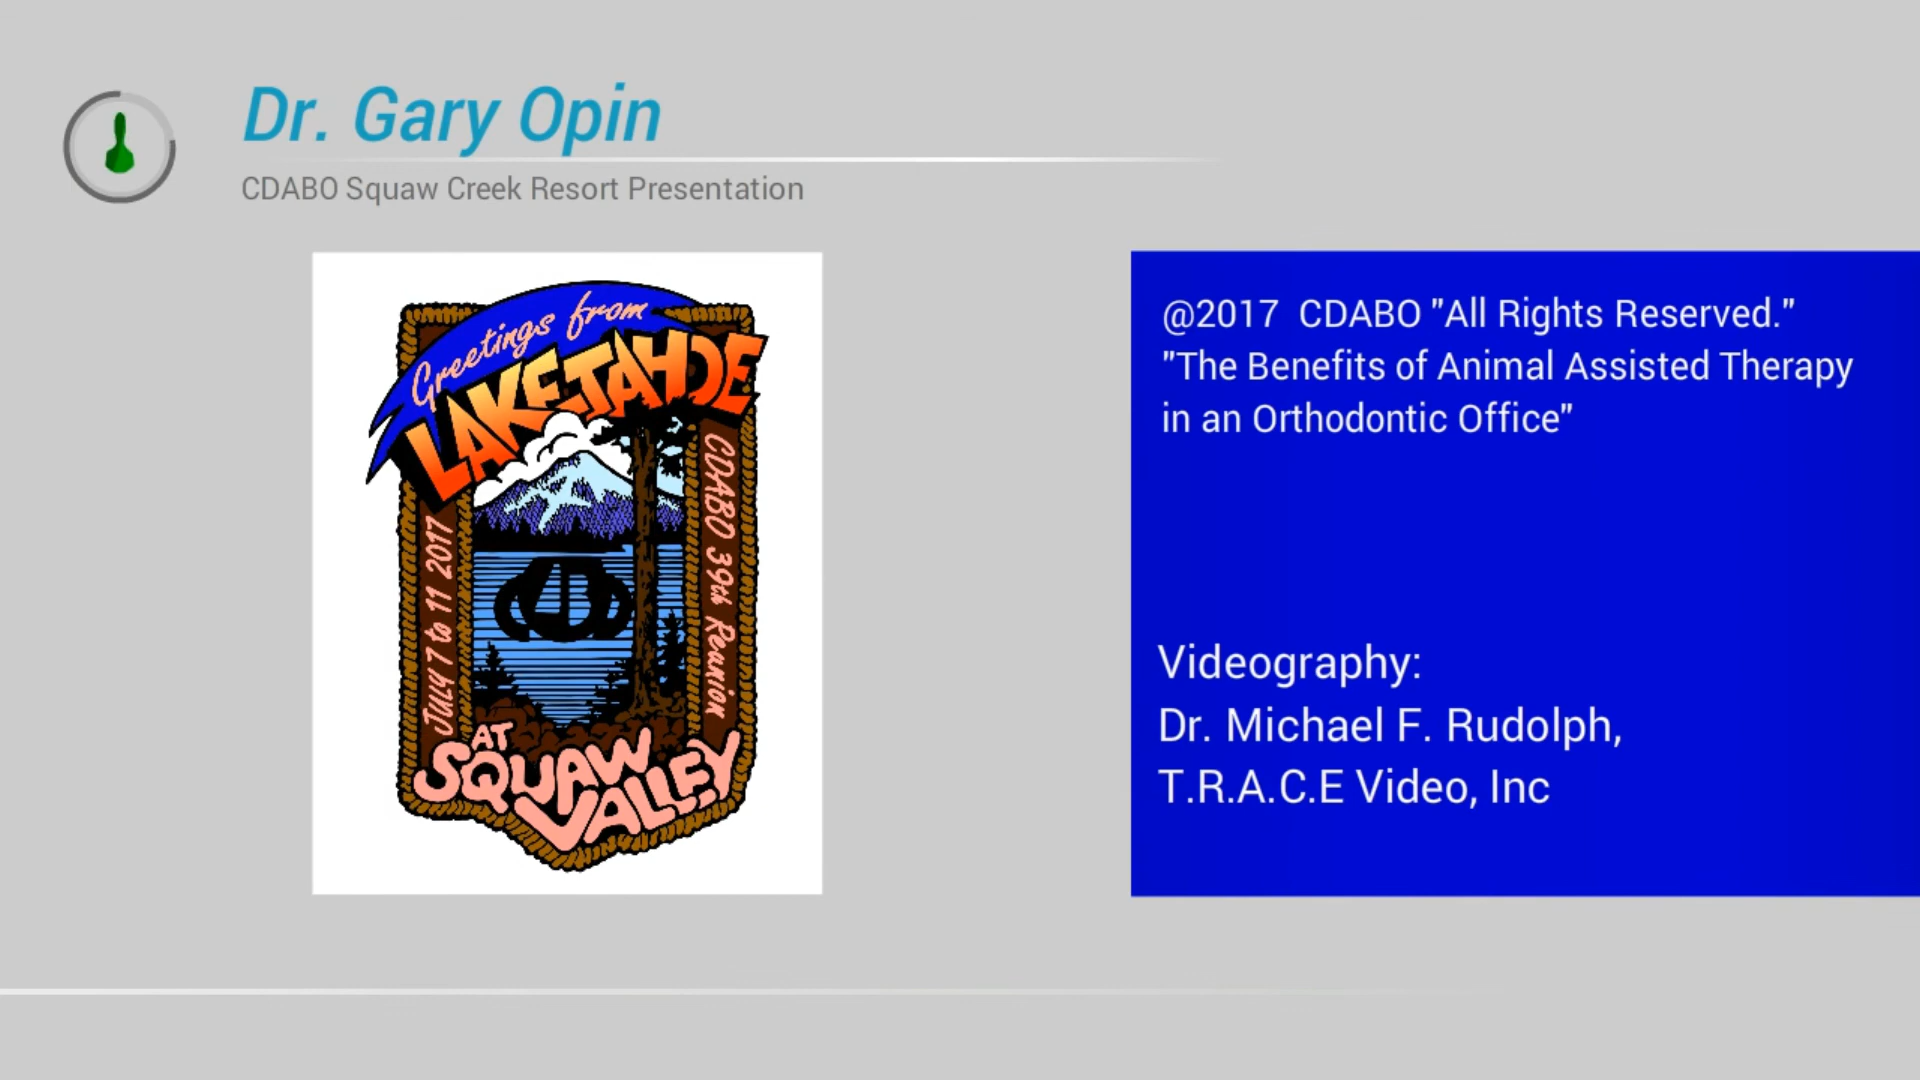 Dr. Gary Opin
CDABO Squaw Creek Resort Presentation
Greetings from
LAKE TAHOE
JULY 7 to 11 2017
CDABO 39th Reunion
AT
SQUAW
VALLEY
@2017  CDABO "All Rights Reserved."
"The Benefits of Animal Assisted Therapy
in an Orthodontic Office"
Videography:
Dr. Michael F. Rudolph,
T.R.A.C.E Video, Inc